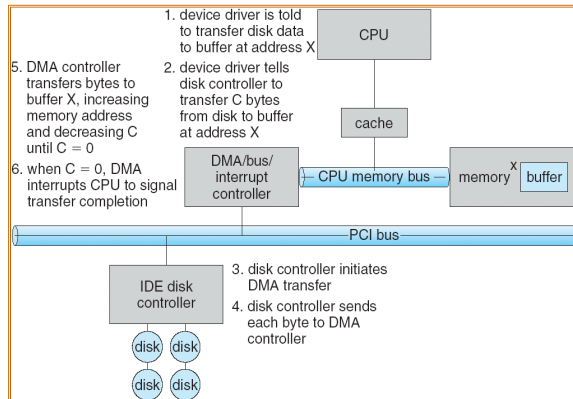 1. device driver is told
to transfer disk data
to buffer at address X
CPU
5. DMA controller
transfers bytes to
buffer X, increasing
memory address
and decreasing C
until C = 0
2. device driver tells
disk controller to
transfer C bytes
from disk to buffer
at address X
cache
6. when C = 0, DMA
interrupts CPU to signal
transfer completion
DMA/bus/
interrupt
controller
CPU memory bus
memory
X
buffer
PCI bus
IDE disk
controller
3. disk controller initiates
DMA transfer
4. disk controller sends
each byte to DMA
controller
disk
disk
disk
disk